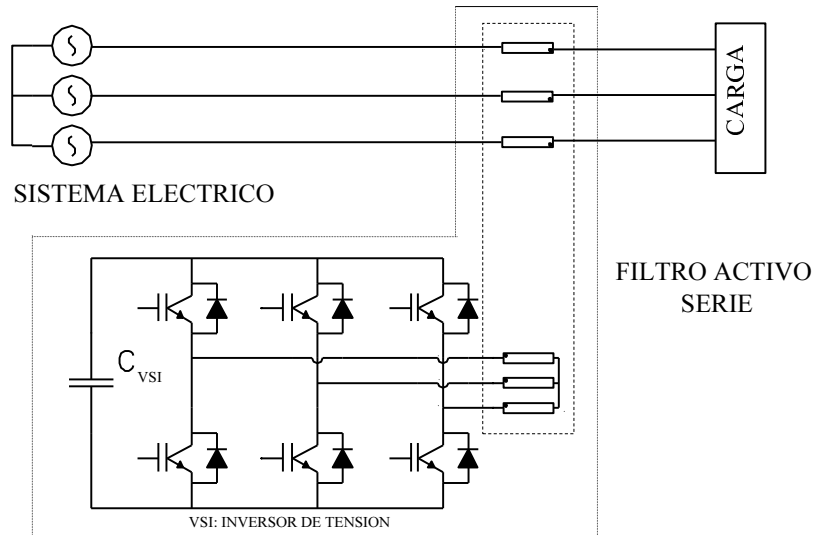 CARGA
SISTEMA ELECTRICO
FILTRO ACTIVO
SERIE
C VSI
VSI: INVERSOR DE TENSION